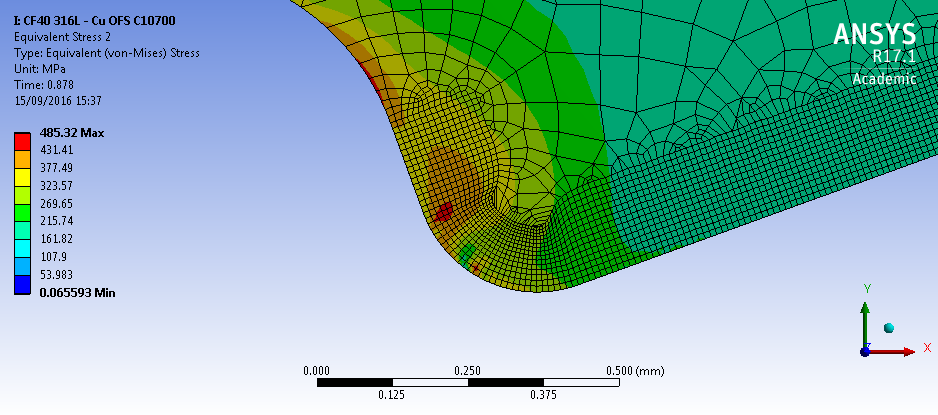 I: CF40 316L - Cu OFS C10700
Equivalent Stress 2
Type: Equivalent (von-Mises) Stress
Unit: MPa
Time: 0.878
15/09/2016 15:37
485.32 Max
431.41
377.49
323.57
269.65
215.74
161.82
107.9
53.983
0.065593 Min
ANSYS
R17.1
Academic
Y
Z
X
0.000
0.250
0.500 (mm)
0.125
0.375